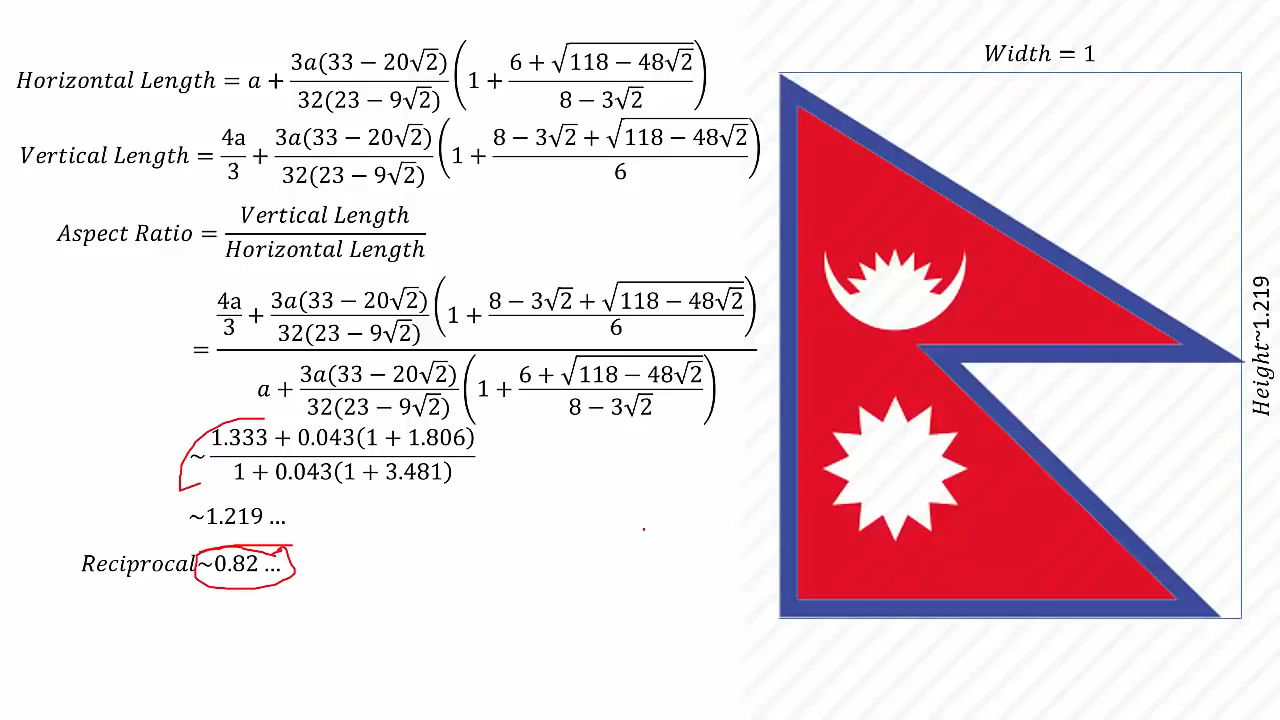 Horizontal Length = a + 3a(33 − 20√2)/32(23 − 9√2) (1 + (6 + √(118 − 48√2))/(8 − 3√2))
Vertical Length = 4a/3 + 3a(33 − 20√2)/32(23 − 9√2) (1 + (8 − 3√2 + √(118 − 48√2))/6)
Aspect Ratio = Vertical Length/Horizontal Length
= (4a/3 + 3a(33 − 20√2)/32(23 − 9√2) (1 + (8 − 3√2 + √(118 − 48√2))/6))/(a + 3a(33 − 20√2)/32(23 − 9√2) (1 + (6 + √(118 − 48√2))/(8 − 3√2)))
~ (1.333 + 0.043(1 + 1.806))/(1 + 0.043(1 + 3.481))
~1.219 ...
Reciprocal~0.82 ...
Width = 1
Height~1.219